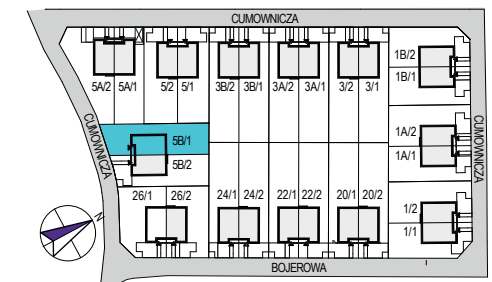 CUMOWNICZA
5A/2 5A/1 5/2 5/1 3B/2 3B/1 3A/2 3A/1 3/2 3/1
1B/2
1B/1
CUMOWNICZA
5B/1
5B/2
1A/2
1A/1
CUMOWNICZA
26/1 26/2 24/1 24/2 22/1 22/2 20/1 20/2
1/2
1/1
N
BOJEROWA